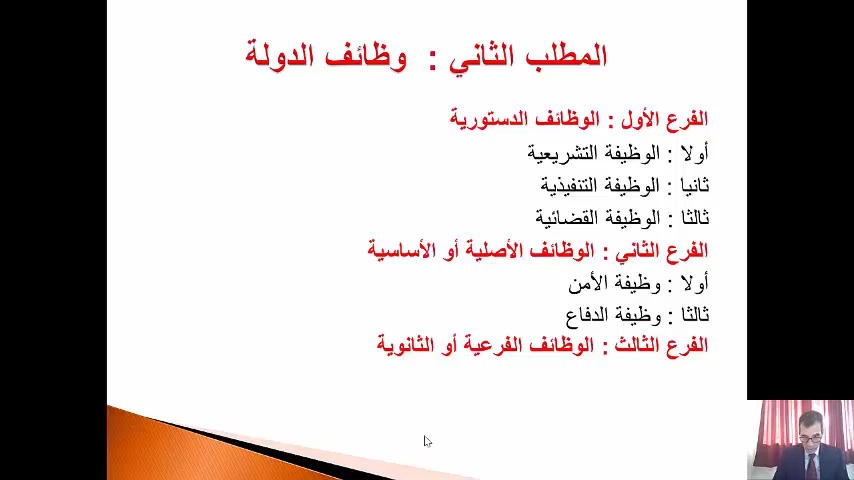 المطلب الثاني : وظائف الدولة
الفرع الأول : الوظائف الدستورية
أولا : الوظيفة التشريعية
ثانيا : الوظيفة التنفيذية
ثالثا : الوظيفة القضائية
الفرع الثاني : الوظائف الأصلية أو الأساسية
أولا : وظيفة الأمن
ثالثا : وظيفة الدفاع
الفرع الثالث : الوظائف الفرعية أو الثانوية